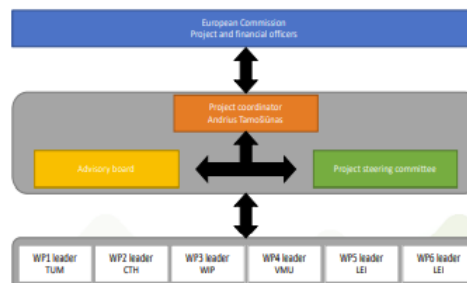 European Commission
Project and financial officers
Project coordinator
Andrius Tamošiūnas
Advisory board
Project steering committee
WP1 leader
TUM
WP2 leader
CTH
WP3 leader
WIP
WP4 leader
VMU
WP5 leader
LEI
WP6 leader
LEI